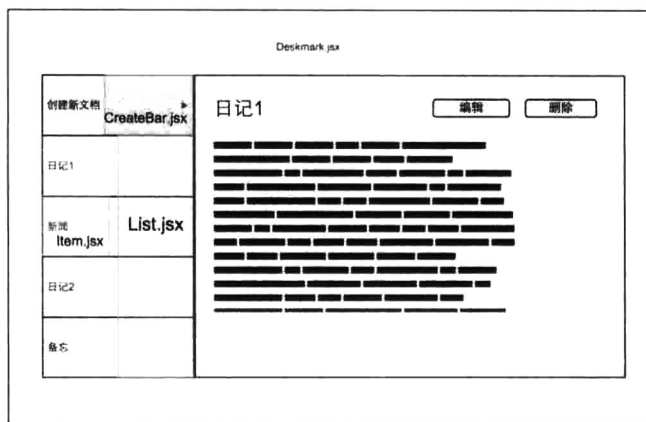 Deskmark.jsx
创建新文档
CreateBar.jsx
日记1
新闻
Item.jsx
List.jsx
日记2
备忘
日记1
编辑
删除